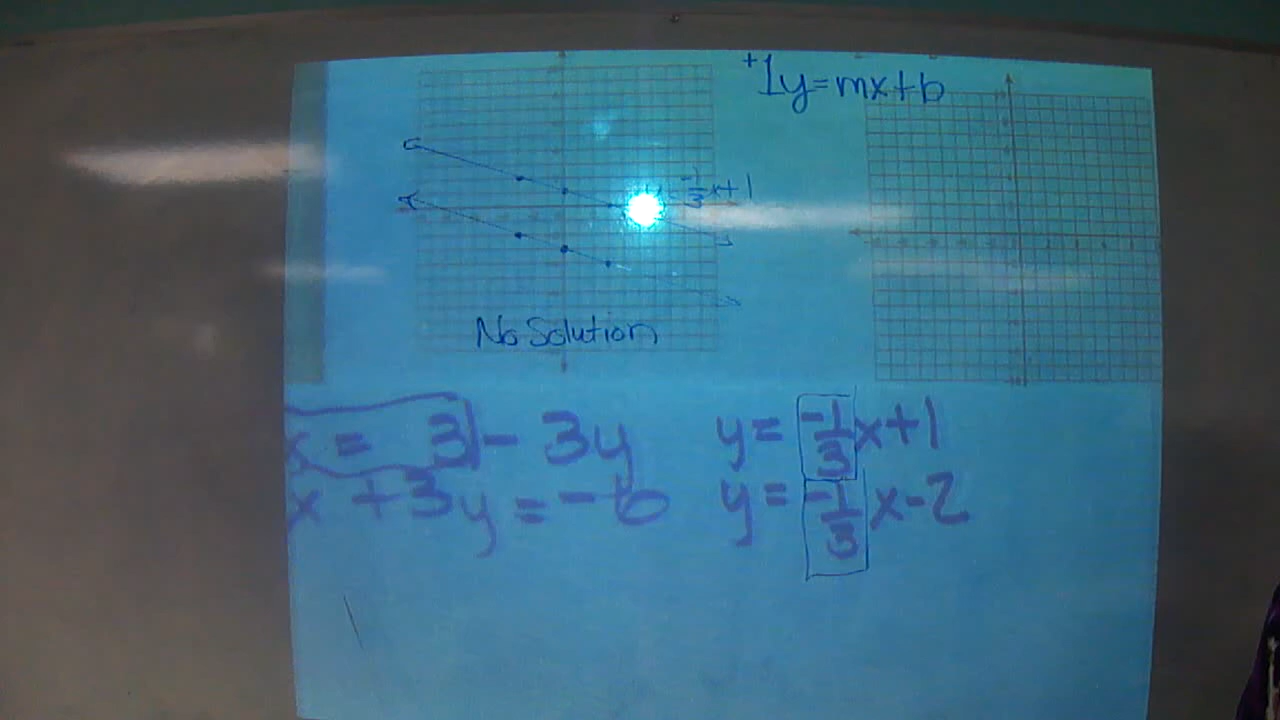 +1y=mx+b
-1/3x+1
No Solution
x = 3 - 3y
x + 3y = -6
y = -1/3x+1
y = -1/3x-2